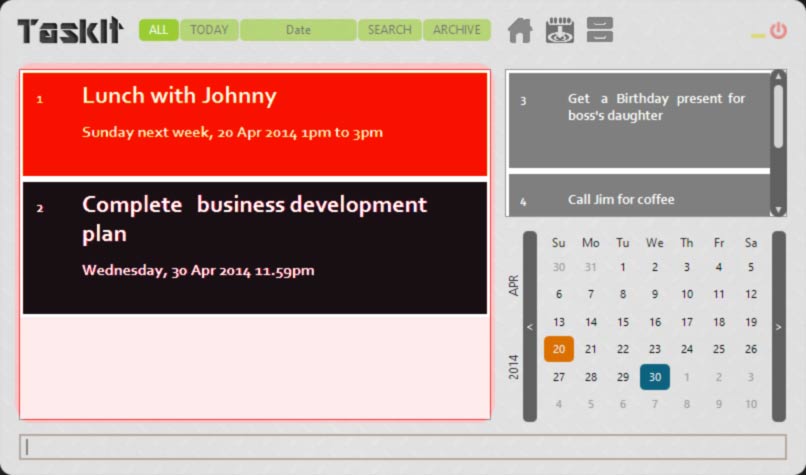 TaskIt
ALL TODAY Date SEARCH ARCHIVE
1 Lunch with Johnny
Sunday next week, 20 Apr 2014 1pm to 3pm
2 Complete business development
plan
Wednesday, 30 Apr 2014 11.59pm
3 Get a Birthday present for
boss's daughter
4 Call Jim for coffee
APR
2014
<
Su Mo Tu We Th Fr Sa
30 31 1 2 3 4 5
6 7 8 9 10 11 12
13 14 15 16 17 18 19
20 21 22 23 24 25 26
27 28 29 30 1 2 3
4 5 6 7 8 9 10
>